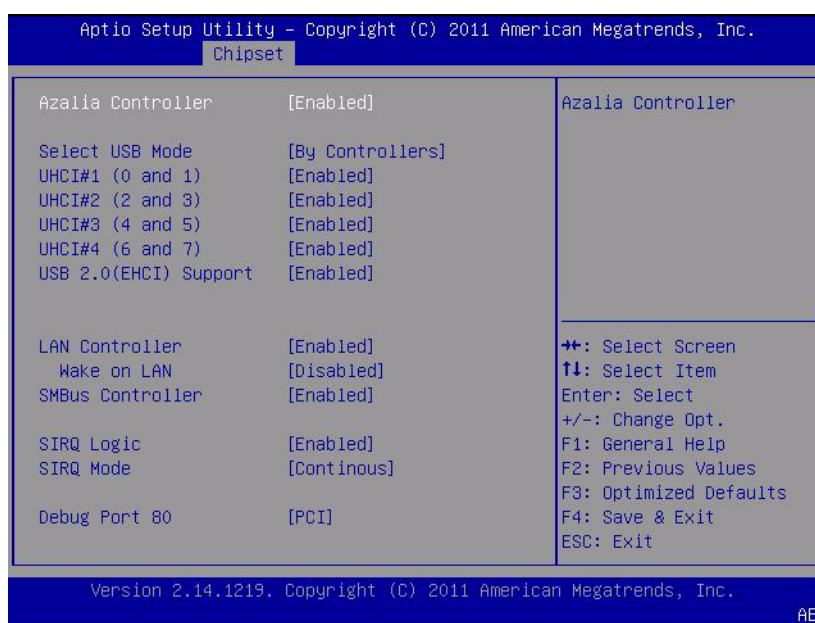 Aptio Setup Utility – Copyright (C) 2011 American Megatrends, Inc.
Chipset
Azalia Controller [Enabled]
Select USB Mode [By Controllers]
UHCI#1 (0 and 1) [Enabled]
UHCI#2 (2 and 3) [Enabled]
UHCI#3 (4 and 5) [Enabled]
UHCI#4 (6 and 7) [Enabled]
USB 2.0(EHCI) Support [Enabled]
LAN Controller [Enabled]
Wake on LAN [Disabled]
SMBus Controller [Enabled]
SIRQ Logic [Enabled]
SIRQ Mode [Continous]
Debug Port 80 [PCI]
Azalia Controller
→←: Select Screen
↑↓: Select Item
Enter: Select
+/-: Change Opt.
F1: General Help
F2: Previous Values
F3: Optimized Defaults
F4: Save & Exit
ESC: Exit
Version 2.14.1219. Copyright (C) 2011 American Megatrends, Inc.
AB